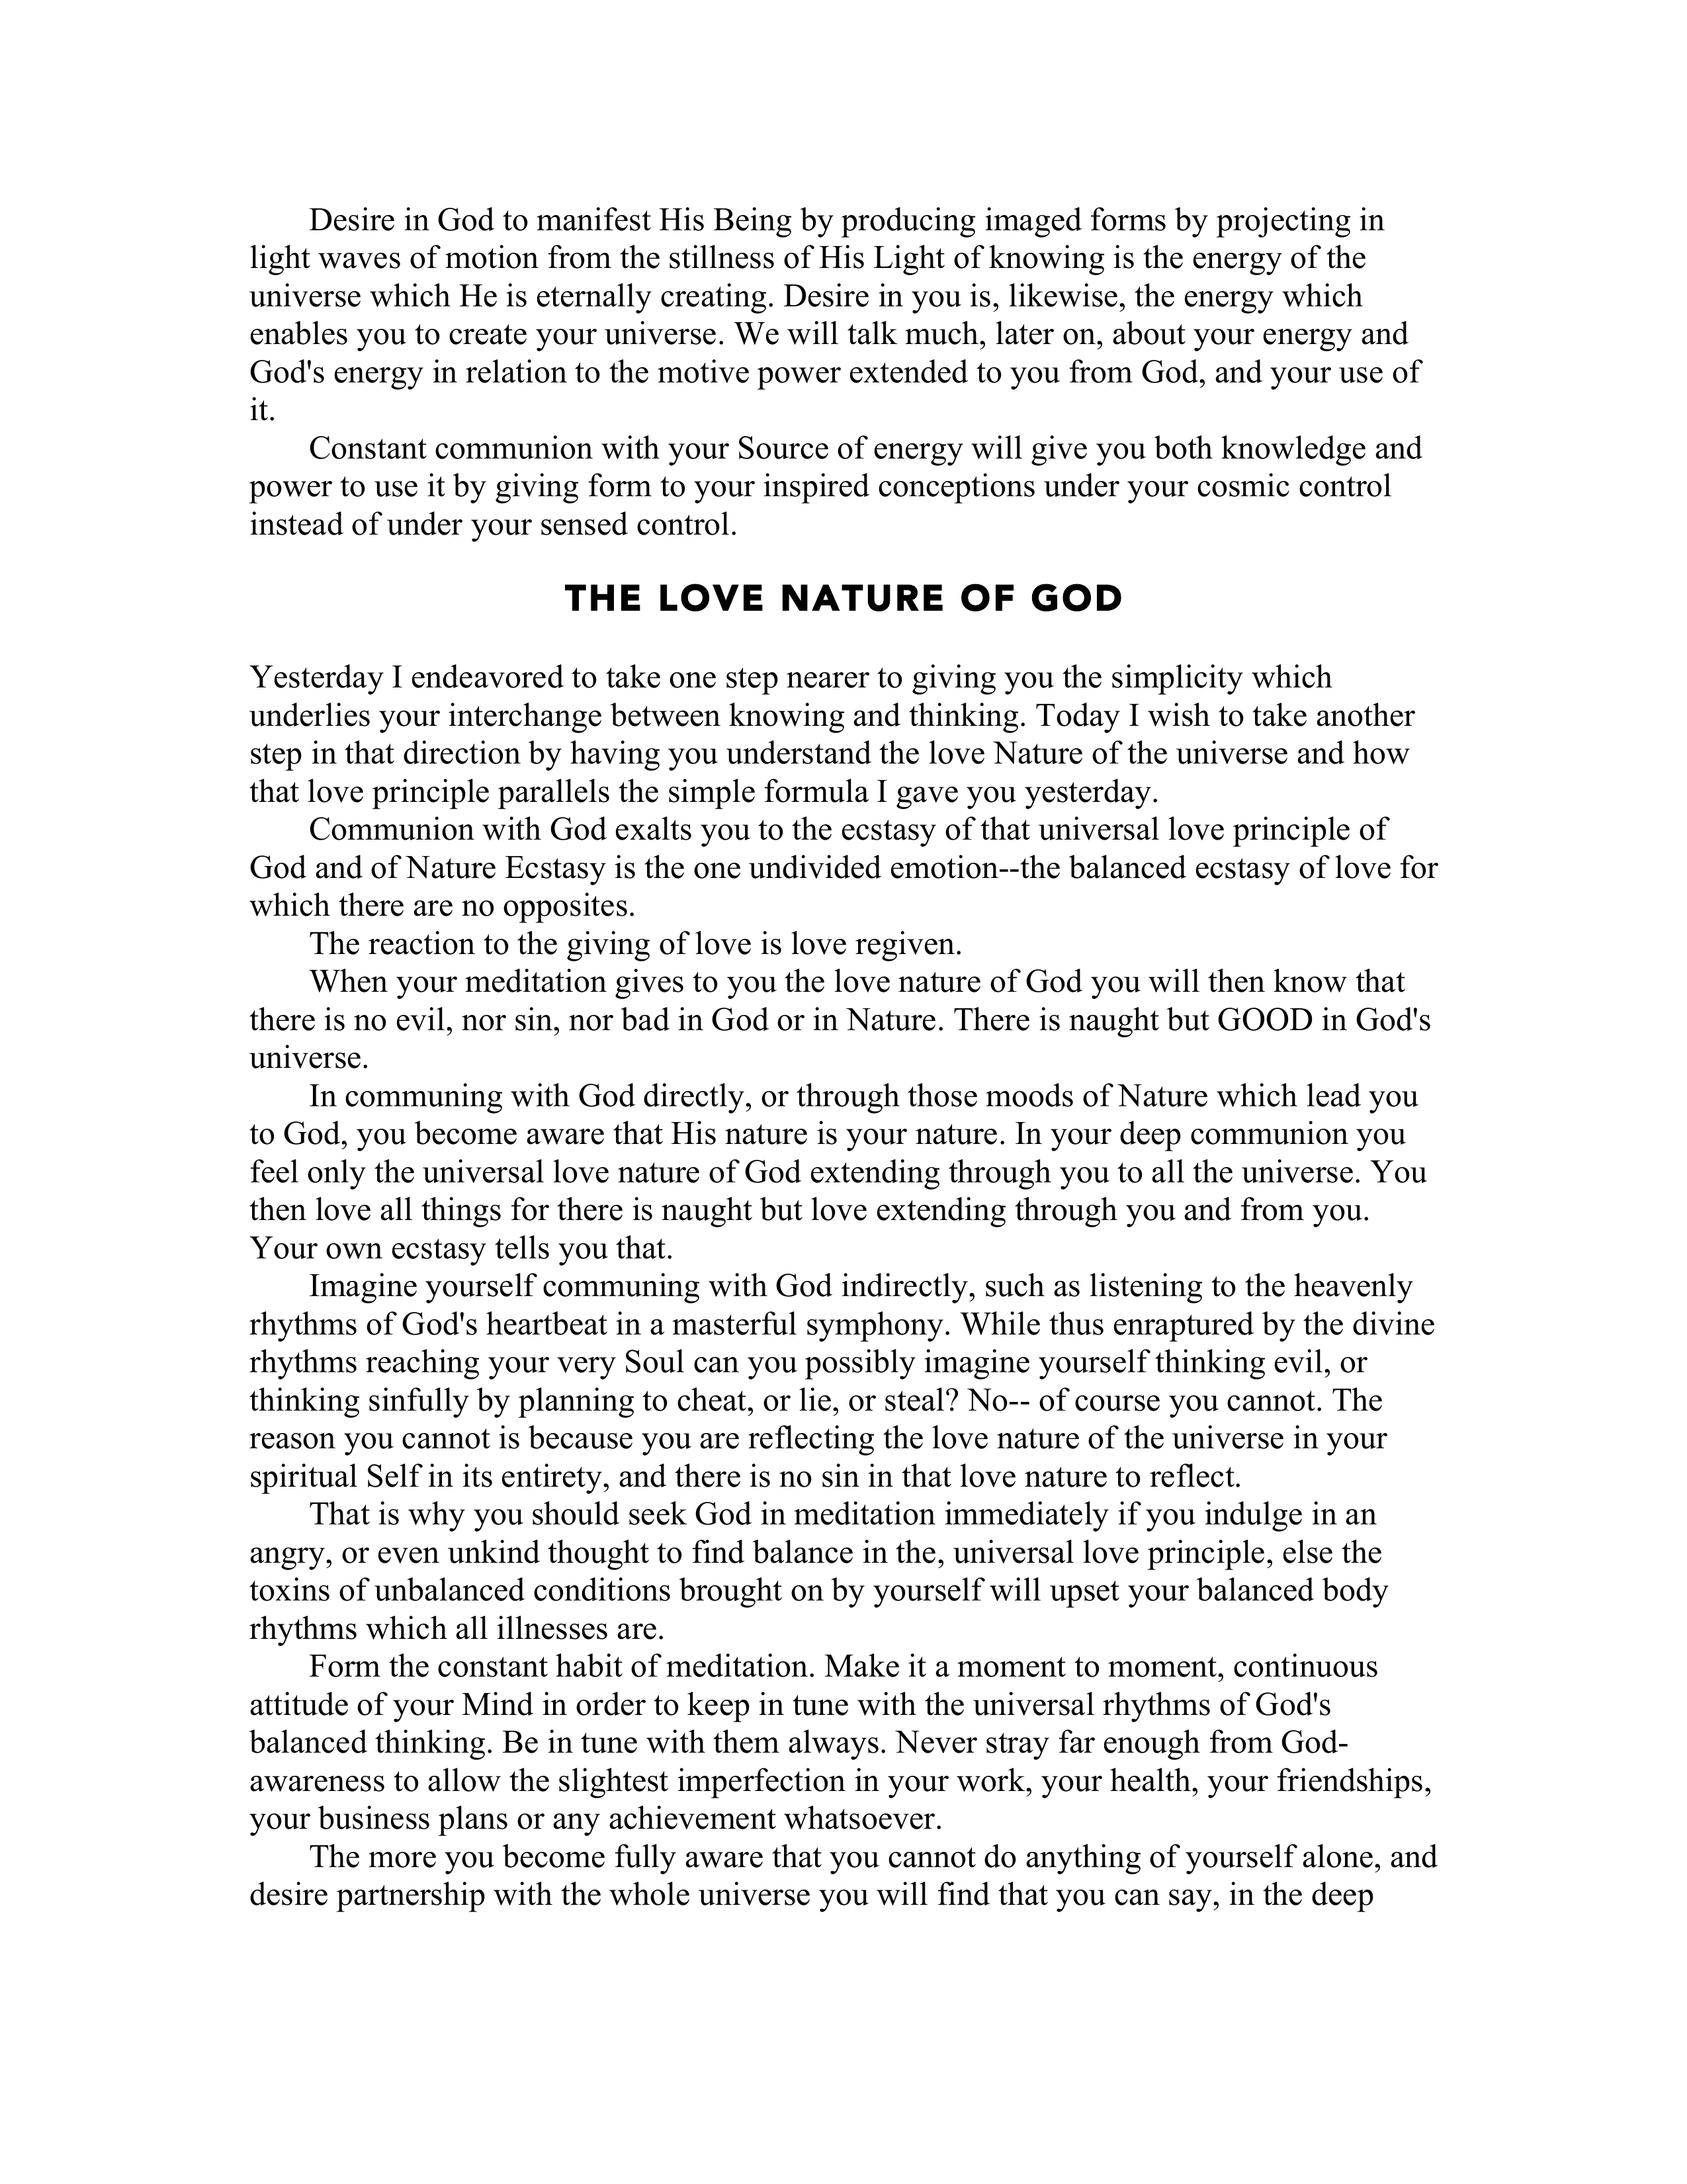 Desire in God to manifest His Being by producing imaged forms by projecting in
light waves of motion from the stillness of His Light of knowing is the energy of the
universe which He is eternally creating. Desire in you is, likewise, the energy which
enables you to create your universe. We will talk much, later on, about your energy and
God's energy in relation to the motive power extended to you from God, and your use of
it.
Constant communion with your Source of energy will give you both knowledge and
power to use it by giving form to your inspired conceptions under your cosmic control
instead of under your sensed control.
THE LOVE NATURE OF GOD
Yesterday I endeavored to take one step nearer to giving you the simplicity which
underlies your interchange between knowing and thinking. Today I wish to take another
step in that direction by having you understand the love Nature of the universe and how
that love principle parallels the simple formula I gave you yesterday.
Communion with God exalts you to the ecstasy of that universal love principle of
God and of Nature Ecstasy is the one undivided emotion--the balanced ecstasy of love for
which there are no opposites.
The reaction to the giving of love is love regiven.
When your meditation gives to you the love nature of God you will then know that
there is no evil, nor sin, nor bad in God or in Nature. There is naught but GOOD in God's
universe.
In communing with God directly, or through those moods of Nature which lead you
to God, you become aware that His nature is your nature. In your deep communion you
feel only the universal love nature of God extending through you to all the universe. You
then love all things for there is naught but love extending through you and from you.
Your own ecstasy tells you that.
Imagine yourself communing with God indirectly, such as listening to the heavenly
rhythms of God's heartbeat in a masterful symphony. While thus enraptured by the divine
rhythms reaching your very Soul can you possibly imagine yourself thinking evil, or
thinking sinfully by planning to cheat, or lie, or steal? No-- of course you cannot. The
reason you cannot is because you are reflecting the love nature of the universe in your
spiritual Self in its entirety, and there is no sin in that love nature to reflect.
That is why you should seek God in meditation immediately if you indulge in an
angry, or even unkind thought to find balance in the, universal love principle, else the
toxins of unbalanced conditions brought on by yourself will upset your balanced body
rhythms which all illnesses are.
Form the constant habit of meditation. Make it a moment to moment, continuous
attitude of your Mind in order to keep in tune with the universal rhythms of God's
balanced thinking. Be in tune with them always. Never stray far enough from God-
awareness to allow the slightest imperfection in your work, your health, your friendships,
your business plans or any achievement whatsoever.
The more you become fully aware that you cannot do anything of yourself alone, and
desire partnership with the whole universe you will find that you can say, in the deep